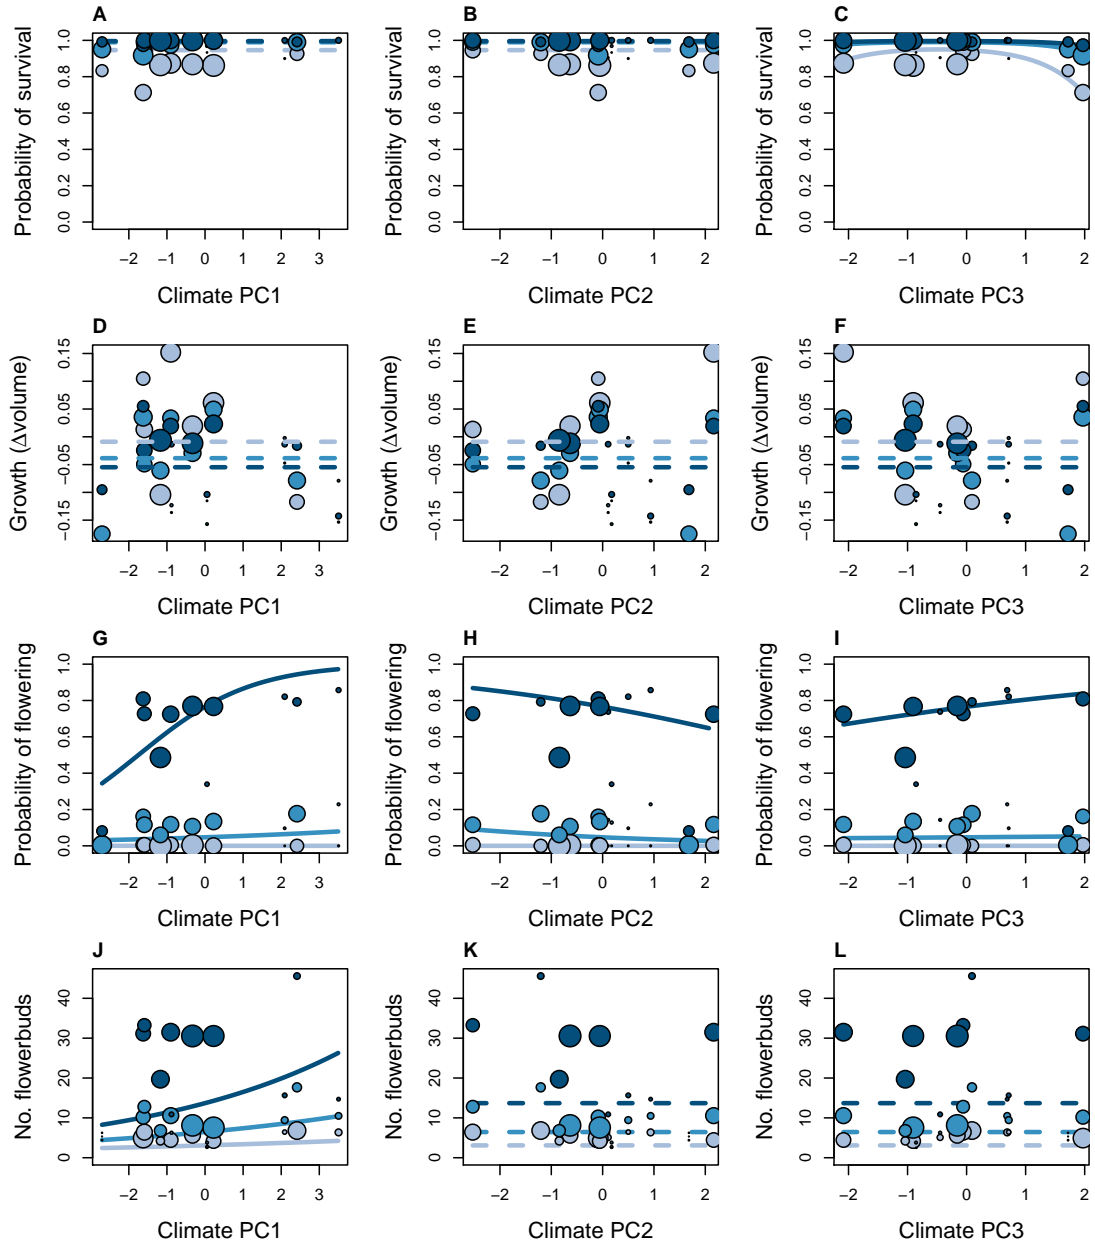 A B C
Probability of survival Probability of survival Probability of survival
1.0 1.0 1.0
0.8 0.8 0.8
0.6 0.6 0.6
0.4 0.4 0.4
0.2 0.2 0.2
0.0 0.0 0.0
−2 −1 0 1 2 3 −2 −1 0 1 2 −2 −1 0 1 2
Climate PC1 Climate PC2 Climate PC3
D E F
Growth (Δvolume) Growth (Δvolume) Growth (Δvolume)
0.15 0.15 0.15
0.05 0.05 0.05
−0.05 −0.05 −0.05
−0.15 −0.15 −0.15
−2 −1 0 1 2 3 −2 −1 0 1 2 −2 −1 0 1 2
Climate PC1 Climate PC2 Climate PC3
G H I
Probability of flowering Probability of flowering Probability of flowering
1.0 1.0 1.0
0.8 0.8 0.8
0.6 0.6 0.6
0.4 0.4 0.4
0.2 0.2 0.2
0.0 0.0 0.0
−2 −1 0 1 2 3 −2 −1 0 1 2 −2 −1 0 1 2
Climate PC1 Climate PC2 Climate PC3
J K L
No. flowerbuds No. flowerbuds No. flowerbuds
40 40 40
30 30 30
20 20 20
10 10 10
0 0 0
−2 −1 0 1 2 3 −2 −1 0 1 2 −2 −1 0 1 2
Climate PC1 Climate PC2 Climate PC3